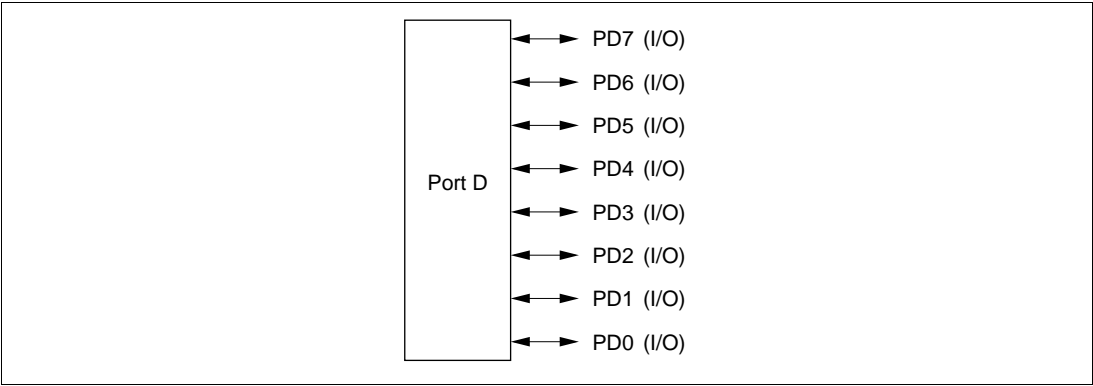 PD7 (I/O)
PD6 (I/O)
PD5 (I/O)
PD4 (I/O)
Port D
PD3 (I/O)
PD2 (I/O)
PD1 (I/O)
PD0 (I/O)